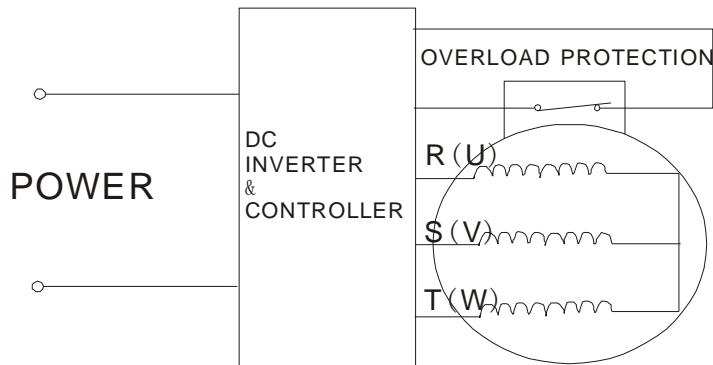 OVERLOAD PROTECTION
DC
INVERTER
&
CONTROLLER
POWER
R(U)
S(V)
T(W)